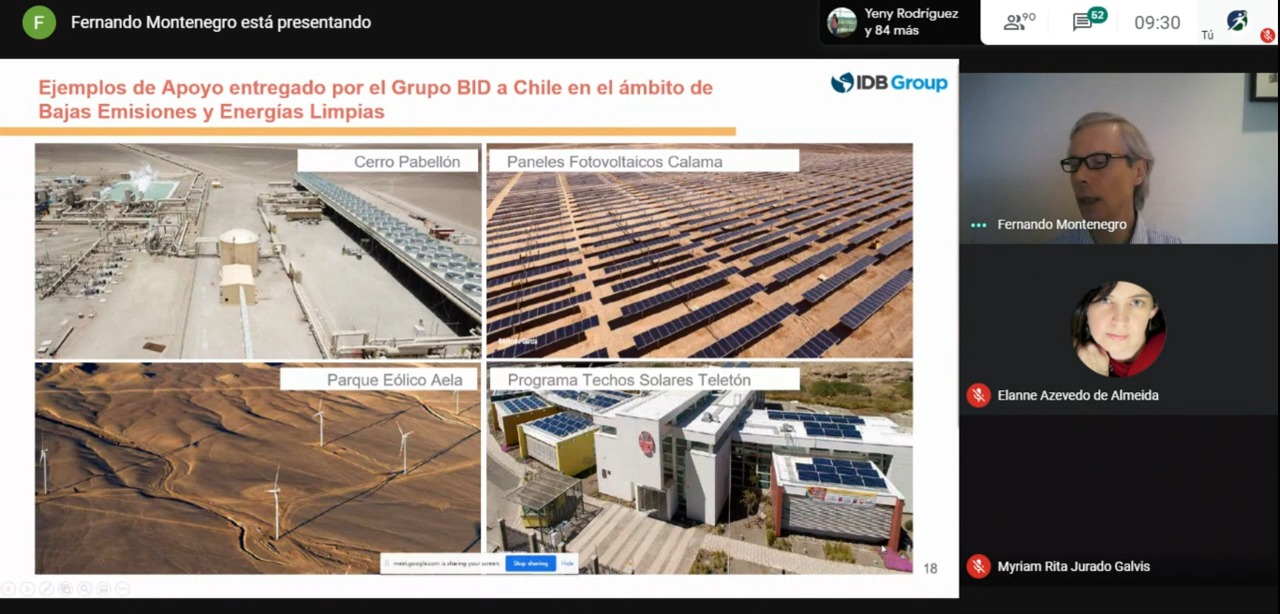 F
Fernando Montenegro está presentando
Yeny Rodríguez
y 84 más
90
52
09:30
Tú
Ejemplos de Apoyo entregado por el Grupo BID a Chile en el ámbito de
Bajas Emisiones y Energías Limpias
IDB Group
Cerro Pabellón
Paneles Fotovoltaicos Calama
Parque Eólico Aela
Programa Techos Solares Teletón
meet.google.com is sharing your screen.
Stop sharing
Hide
18
Fernando Montenegro
Elanne Azevedo de Almeida
Myriam Rita Jurado Galvis